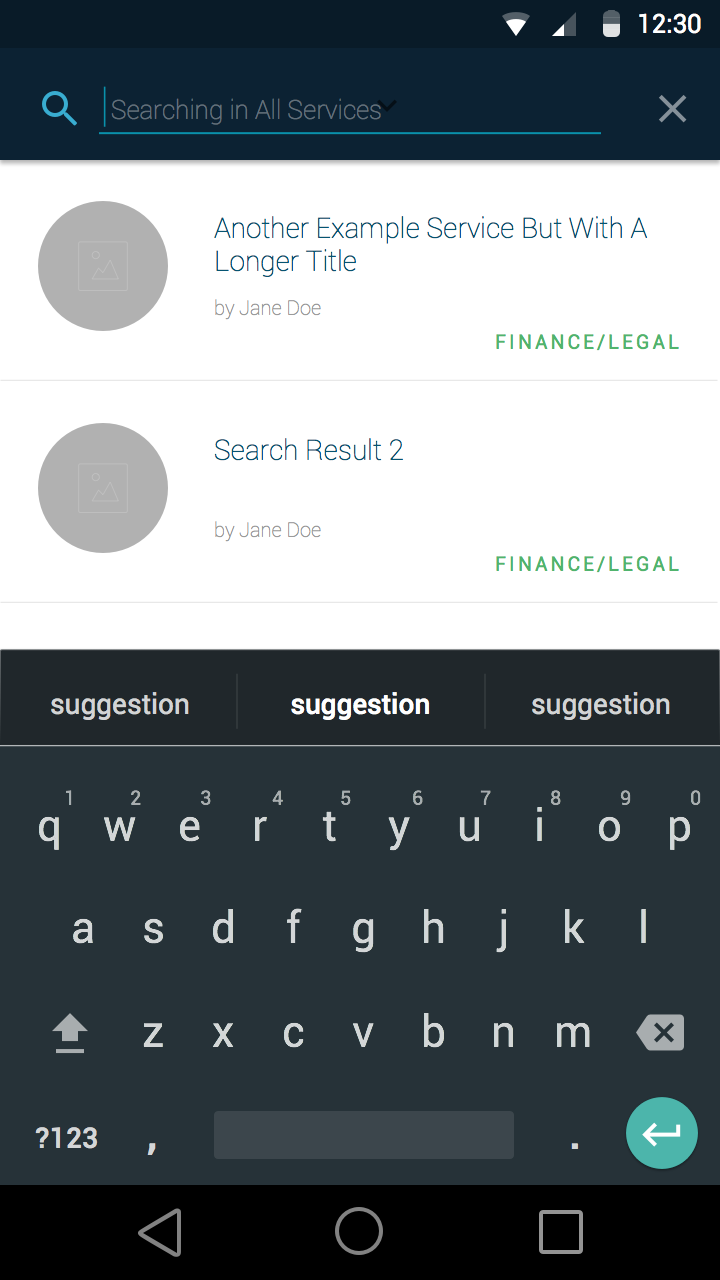 12:30
Searching in All Services
Another Example Service But With A
Longer Title
by Jane Doe
FINANCE/LEGAL
Search Result 2
by Jane Doe
FINANCE/LEGAL
suggestion suggestion suggestion
1 2 3 4 5 6 7 8 9 0
q w e r t y u i o p
a s d f g h j k l
z x c v b n m
?123 , .